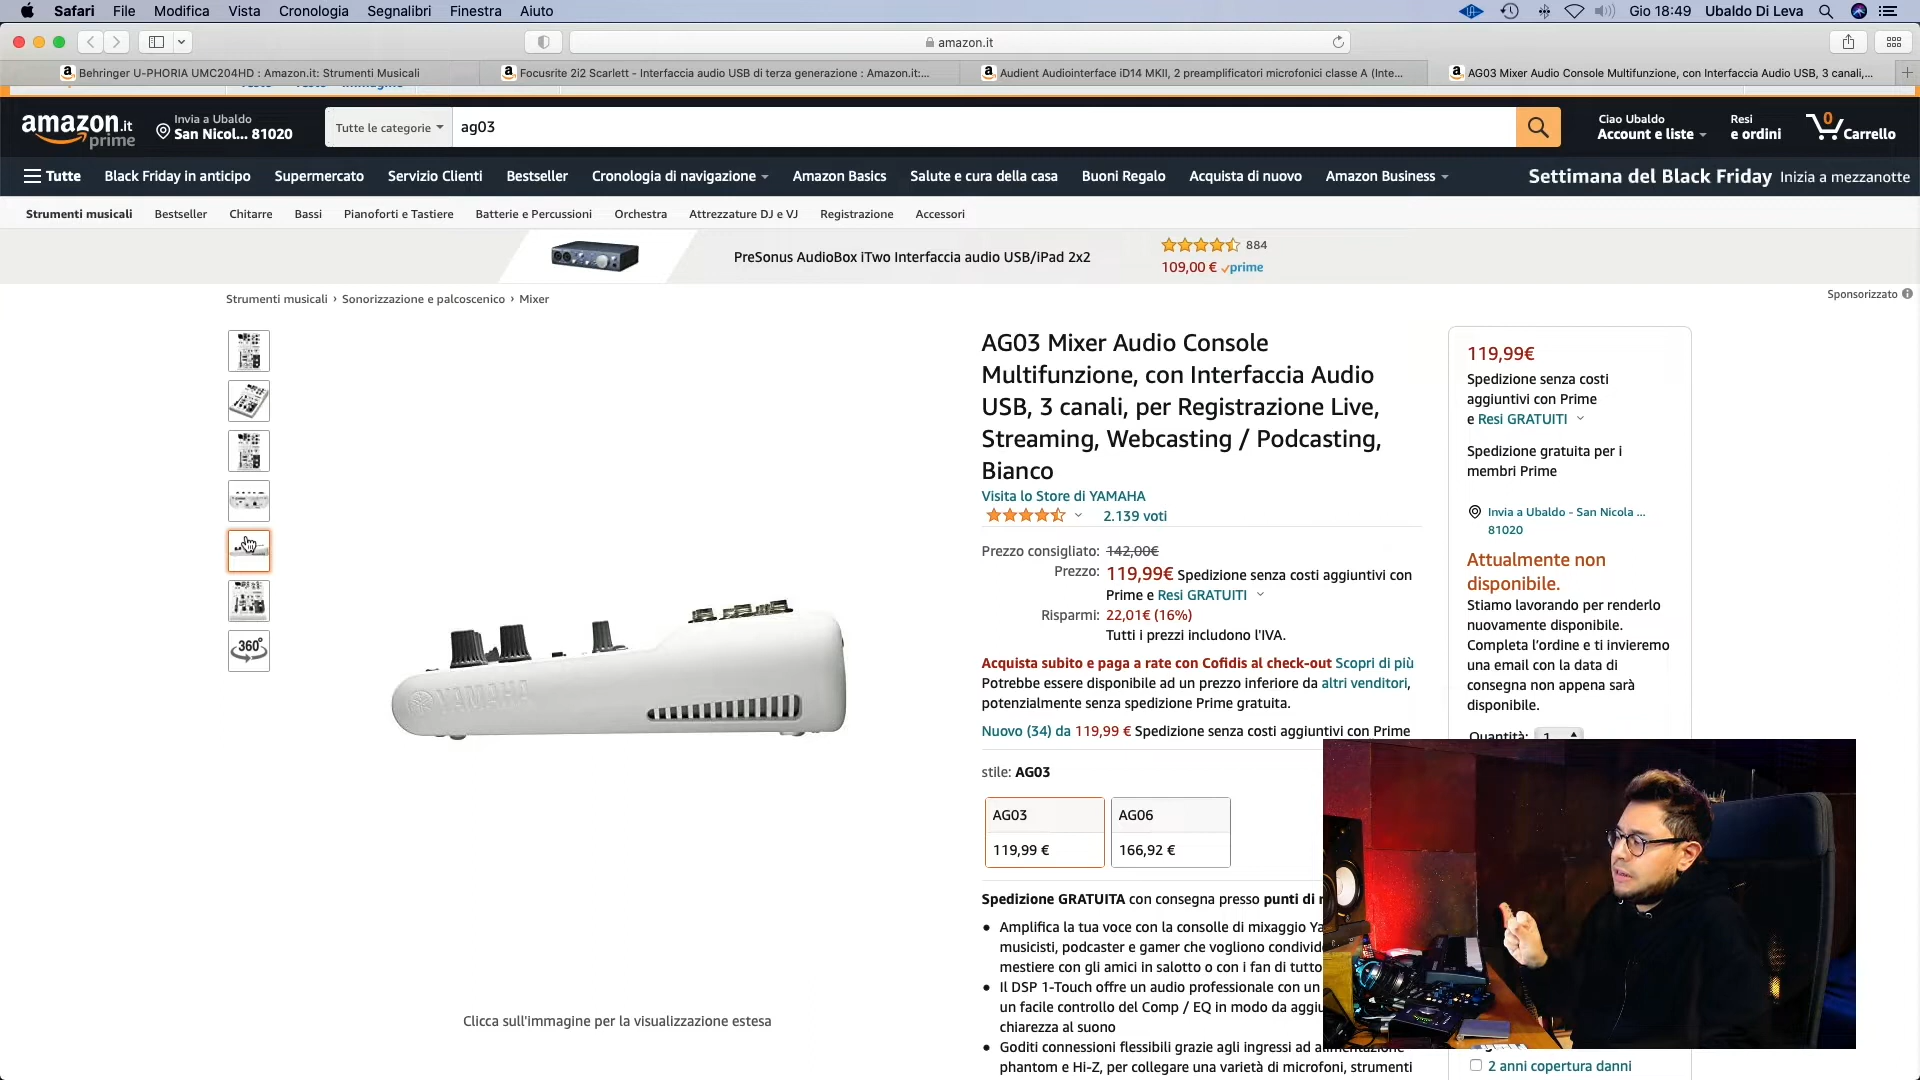 Safari File Modifica Vista Cronologia Segnalibri Finestra Aiuto Gio 18:49 Ubaldo Di Leva
amazon.it
Behringer U-PHORIA UMC204HD : Amazon.it: Strumenti Musicali
Focusrite 2i2 Scarlett - Interfaccia audio USB di terza generazione : Amazon.it:...
Audient Audiointerface iD14 MKII, 2 preamplificatori microfonici classe A (Inte...
AG03 Mixer Audio Console Multifunzione, con Interfaccia Audio USB, 3 canali,...
amazon.it
prime
Invia a Ubaldo
San Nicol... 81020
Tutte le categorie
ag03
Ciao Ubaldo
Account e liste
Resi
e ordini
0
Carrello
Tutte Black Friday in anticipo Supermercato Servizio Clienti Bestseller Cronologia di navigazione Amazon Basics Salute e cura della casa Buoni Regalo Acquista di nuovo Amazon Business
Settimana del Black Friday Inizia a mezzanotte
Strumenti musicali Bestseller Chitarre Bassi Pianoforti e Tastiere Batterie e Percussioni Orchestra Attrezzature DJ e VJ Registrazione Accessori
PreSonus AudioBox iTwo Interfaccia audio USB/iPad 2x2
884
109,00 € prime
Sponsorizzato
Strumenti musicali › Sonorizzazione e palcoscenico › Mixer
360°
YAMAHA
Clicca sull'immagine per la visualizzazione estesa
AG03 Mixer Audio Console
Multifunzione, con Interfaccia Audio
USB, 3 canali, per Registrazione Live,
Streaming, Webcasting / Podcasting,
Bianco
Visita lo Store di YAMAHA
2.139 voti
Prezzo consigliato: 142,00€
Prezzo: 119,99€ Spedizione senza costi aggiuntivi con
Prime e Resi GRATUITI
Risparmi: 22,01€ (16%)
Tutti i prezzi includono l'IVA.
Acquista subito e paga a rate con Cofidis al check-out Scopri di più
Potrebbe essere disponibile ad un prezzo inferiore da altri venditori,
potenzialmente senza spedizione Prime gratuita.
Nuovo (34) da 119,99 € Spedizione senza costi aggiuntivi con Prime
stile: AG03
AG03
119,99 €
AG06
166,92 €
Spedizione GRATUITA con consegna presso punti di
Amplifica la tua voce con la consolle di mixaggio
musicisti, podcaster e gamer che vogliono
mestiere con gli amici in salotto o con i fan di tutto
Il DSP 1-Touch offre un audio professionale con un
un facile controllo del Comp / EQ in modo da
chiarezza al suono
Goditi connessioni flessibili grazie agli ingressi ad alimentazione
phantom e Hi-Z, per collegare una varietà di microfoni, strumenti
119,99€
Spedizione senza costi
aggiuntivi con Prime
e Resi GRATUITI
Spedizione gratuita per i
membri Prime
Invia a Ubaldo - San Nicola ...
81020
Attualmente non
disponibile.
Stiamo lavorando per renderlo
nuovamente disponibile.
Completa l'ordine e ti invieremo
una email con la data di
consegna non appena sarà
disponibile.
Quantità: 1
2 anni copertura danni